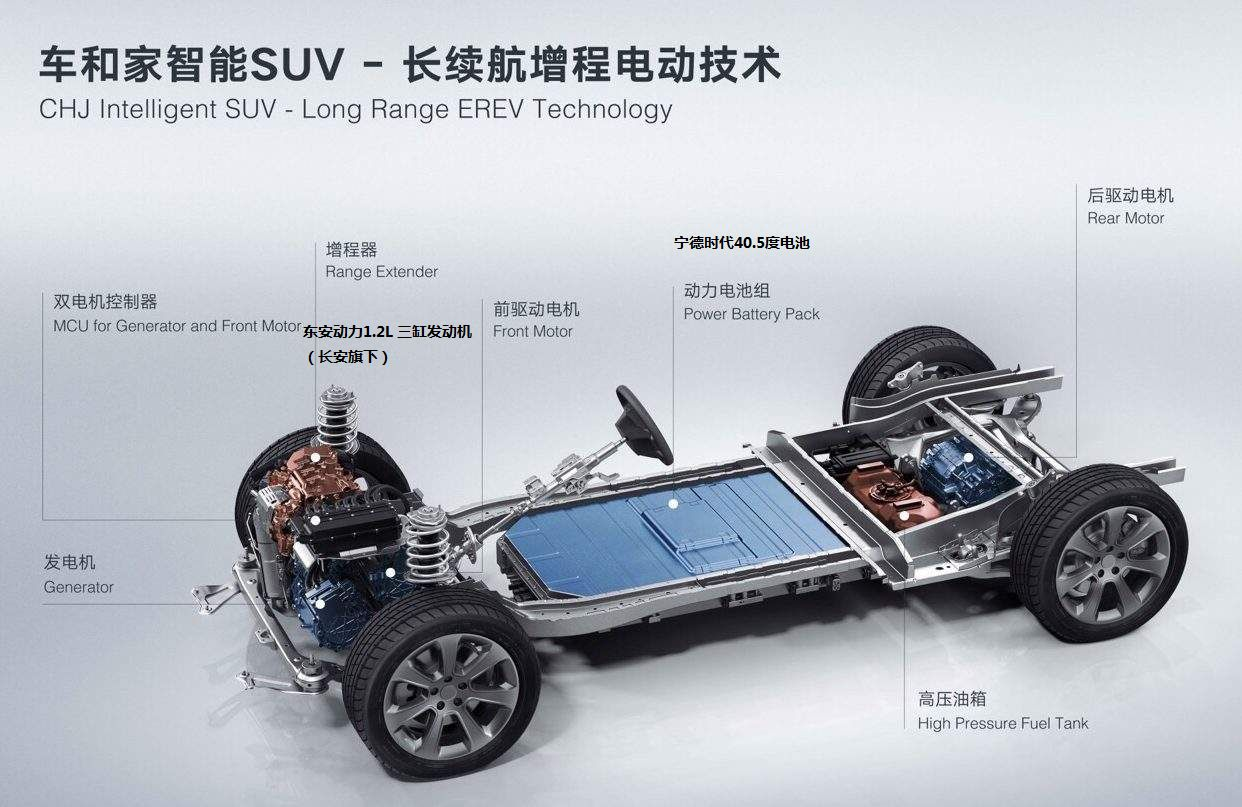 车和家智能SUV - 长续航增程电动技术
CHJ Intelligent SUV - Long Range EREV Technology
后驱动电机
Rear Motor
宁德时代40.5度电池
增程器
Range Extender
动力电池组
Power Battery Pack
双电机控制器
MCU for Generator and Front Motor
前驱动电机
Front Motor
东安动力1.2L 三缸发动机
（长安旗下）
发电机
Generator
高压油箱
High Pressure Fuel Tank